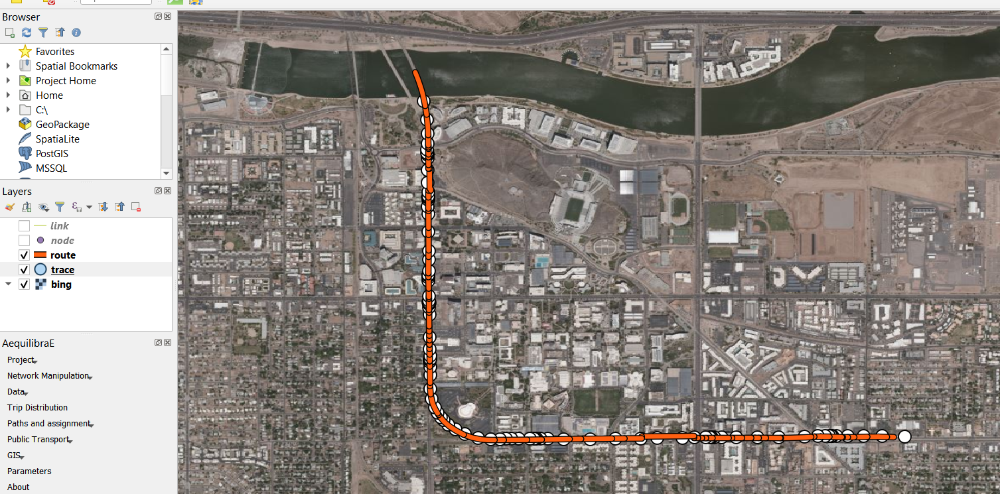 Browser
Favorites
Spatial Bookmarks
Project Home
Home
C:\
GeoPackage
SpatiaLite
PostGIS
MSSQL
Layers
link
node
route
trace
bing
AequilibraE
Project
Network Manipulation
Data
Trip Distribution
Paths and assignment
Public Transport
GIS
Parameters
About